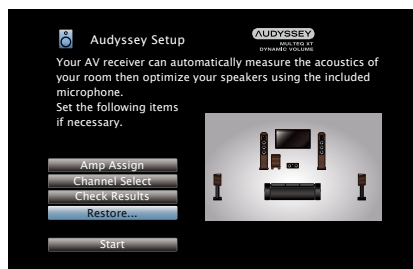 Audyssey Setup
AUDYSSEY
MULTEQ XT
DYNAMIC VOLUME
Your AV receiver can automatically measure the acoustics of
your room then optimize your speakers using the included
microphone.
Set the following items
if necessary.
Amp Assign
Channel Select
Check Results
Restore...
Start